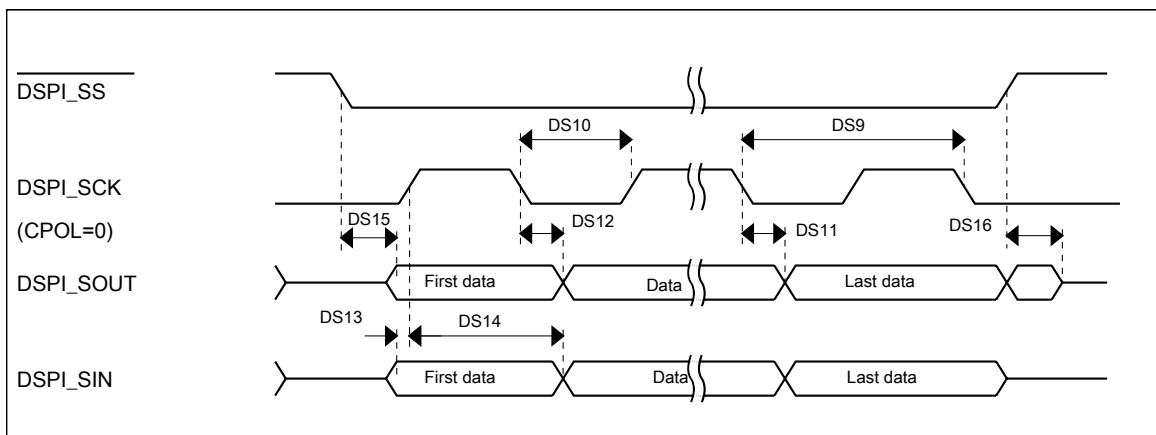 DSPI_SS
DS10
DS9
DSPI_SCK
(CPOL=0)
DS15
DS12
DS11
DS16
DSPI_SOUT
First data
Data
Last data
DS13
DS14
DSPI_SIN
First data
Data
Last data